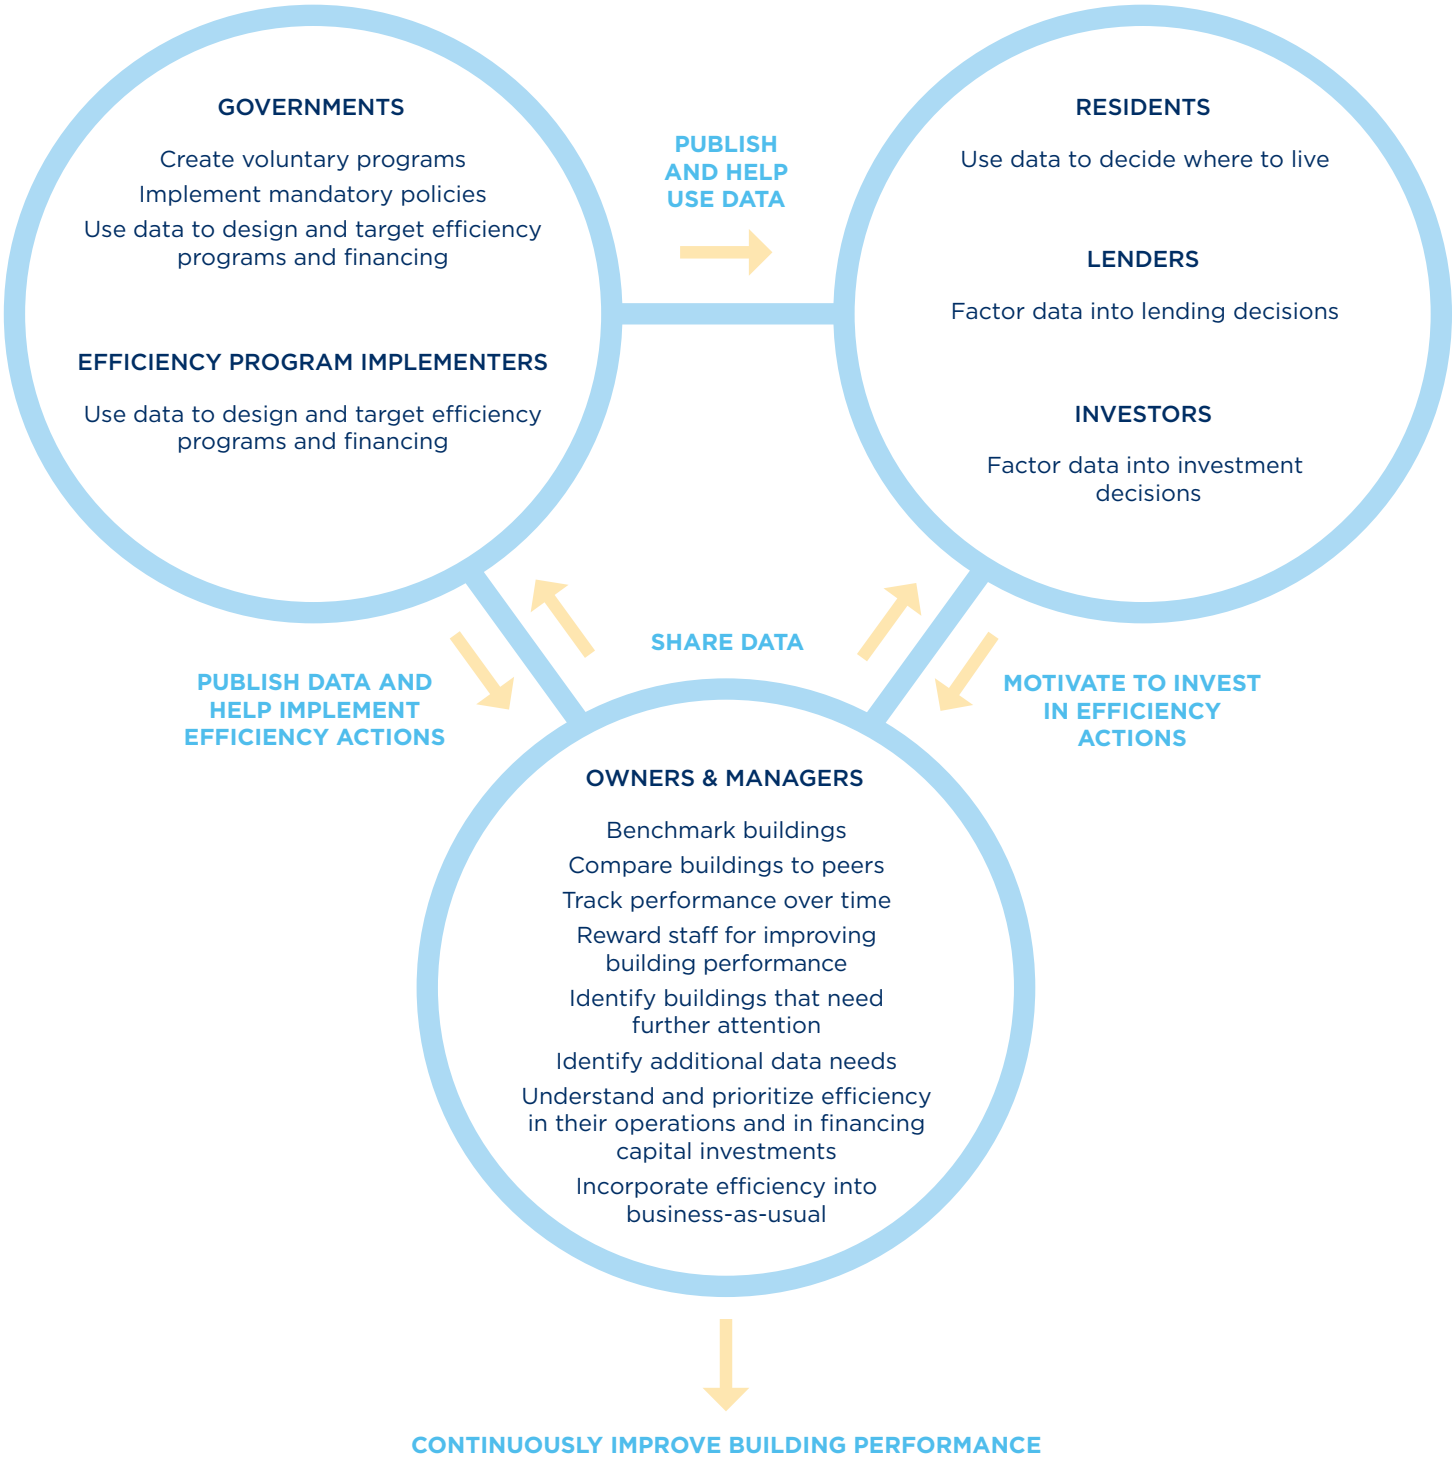 GOVERNMENTS
Create voluntary programs
Implement mandatory policies
Use data to design and target efficiency
programs and financing
EFFICIENCY PROGRAM IMPLEMENTERS
Use data to design and target efficiency
programs and financing
PUBLISH
AND HELP
USE DATA
RESIDENTS
Use data to decide where to live
LENDERS
Factor data into lending decisions
INVESTORS
Factor data into investment
decisions
PUBLISH DATA AND
HELP IMPLEMENT
EFFICIENCY ACTIONS
SHARE DATA
MOTIVATE TO INVEST
IN EFFICIENCY
ACTIONS
OWNERS & MANAGERS
Benchmark buildings
Compare buildings to peers
Track performance over time
Reward staff for improving
building performance
Identify buildings that need
further attention
Identify additional data needs
Understand and prioritize efficiency
in their operations and in financing
capital investments
Incorporate efficiency into
business-as-usual
CONTINUOUSLY IMPROVE BUILDING PERFORMANCE